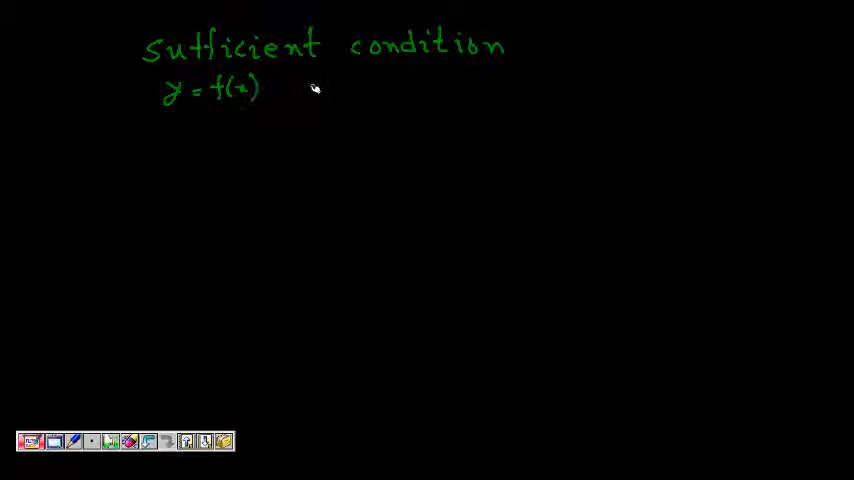 Sufficient condition
y = f(x)